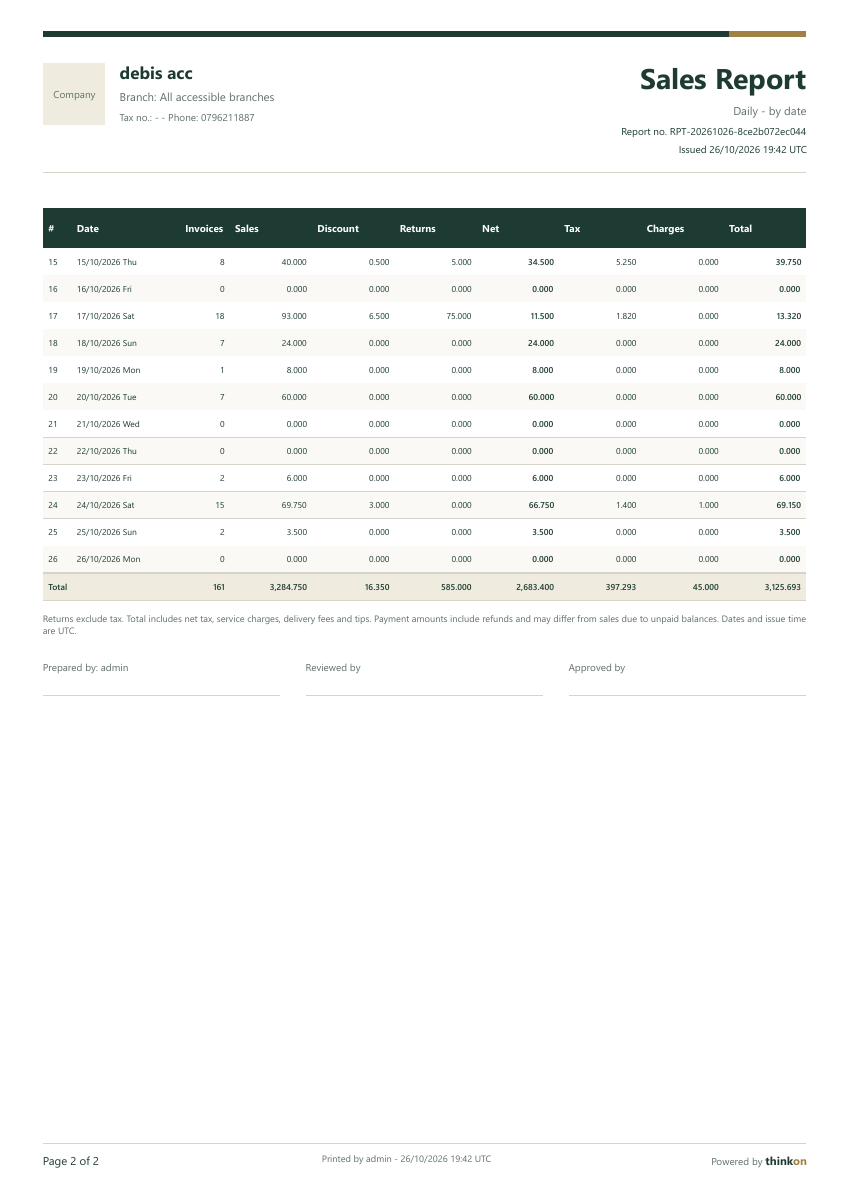 Company
debis acc
Branch: All accessible branches
Tax no.: - - Phone: 0796211887
Sales Report
Daily - by date
Report no. RPT-20261026-8ce2b072ec044
Issued 26/10/2026 19:42 UTC
# Date Invoices Sales Discount Returns Net Tax Charges Total
15 15/10/2026 Thu 8 40.000 0.500 5.000 34.500 5.250 0.000 39.750
16 16/10/2026 Fri 0 0.000 0.000 0.000 0.000 0.000 0.000 0.000
17 17/10/2026 Sat 18 93.000 6.500 75.000 11.500 1.820 0.000 13.320
18 18/10/2026 Sun 7 24.000 0.000 0.000 24.000 0.000 0.000 24.000
19 19/10/2026 Mon 1 8.000 0.000 0.000 8.000 0.000 0.000 8.000
20 20/10/2026 Tue 7 60.000 0.000 0.000 60.000 0.000 0.000 60.000
21 21/10/2026 Wed 0 0.000 0.000 0.000 0.000 0.000 0.000 0.000
22 22/10/2026 Thu 0 0.000 0.000 0.000 0.000 0.000 0.000 0.000
23 23/10/2026 Fri 2 6.000 0.000 0.000 6.000 0.000 0.000 6.000
24 24/10/2026 Sat 15 69.750 3.000 0.000 66.750 1.400 1.000 69.150
25 25/10/2026 Sun 2 3.500 0.000 0.000 3.500 0.000 0.000 3.500
26 26/10/2026 Mon 0 0.000 0.000 0.000 0.000 0.000 0.000 0.000
Total 161 3,284.750 16.350 585.000 2,683.400 397.293 45.000 3,125.693
Returns exclude tax. Total includes net tax, service charges, delivery fees and tips. Payment amounts include refunds and may differ from sales due to unpaid balances. Dates and issue time
are UTC.
Prepared by: admin
Reviewed by
Approved by
Page 2 of 2
Printed by admin - 26/10/2026 19:42 UTC
Powered by thinkon